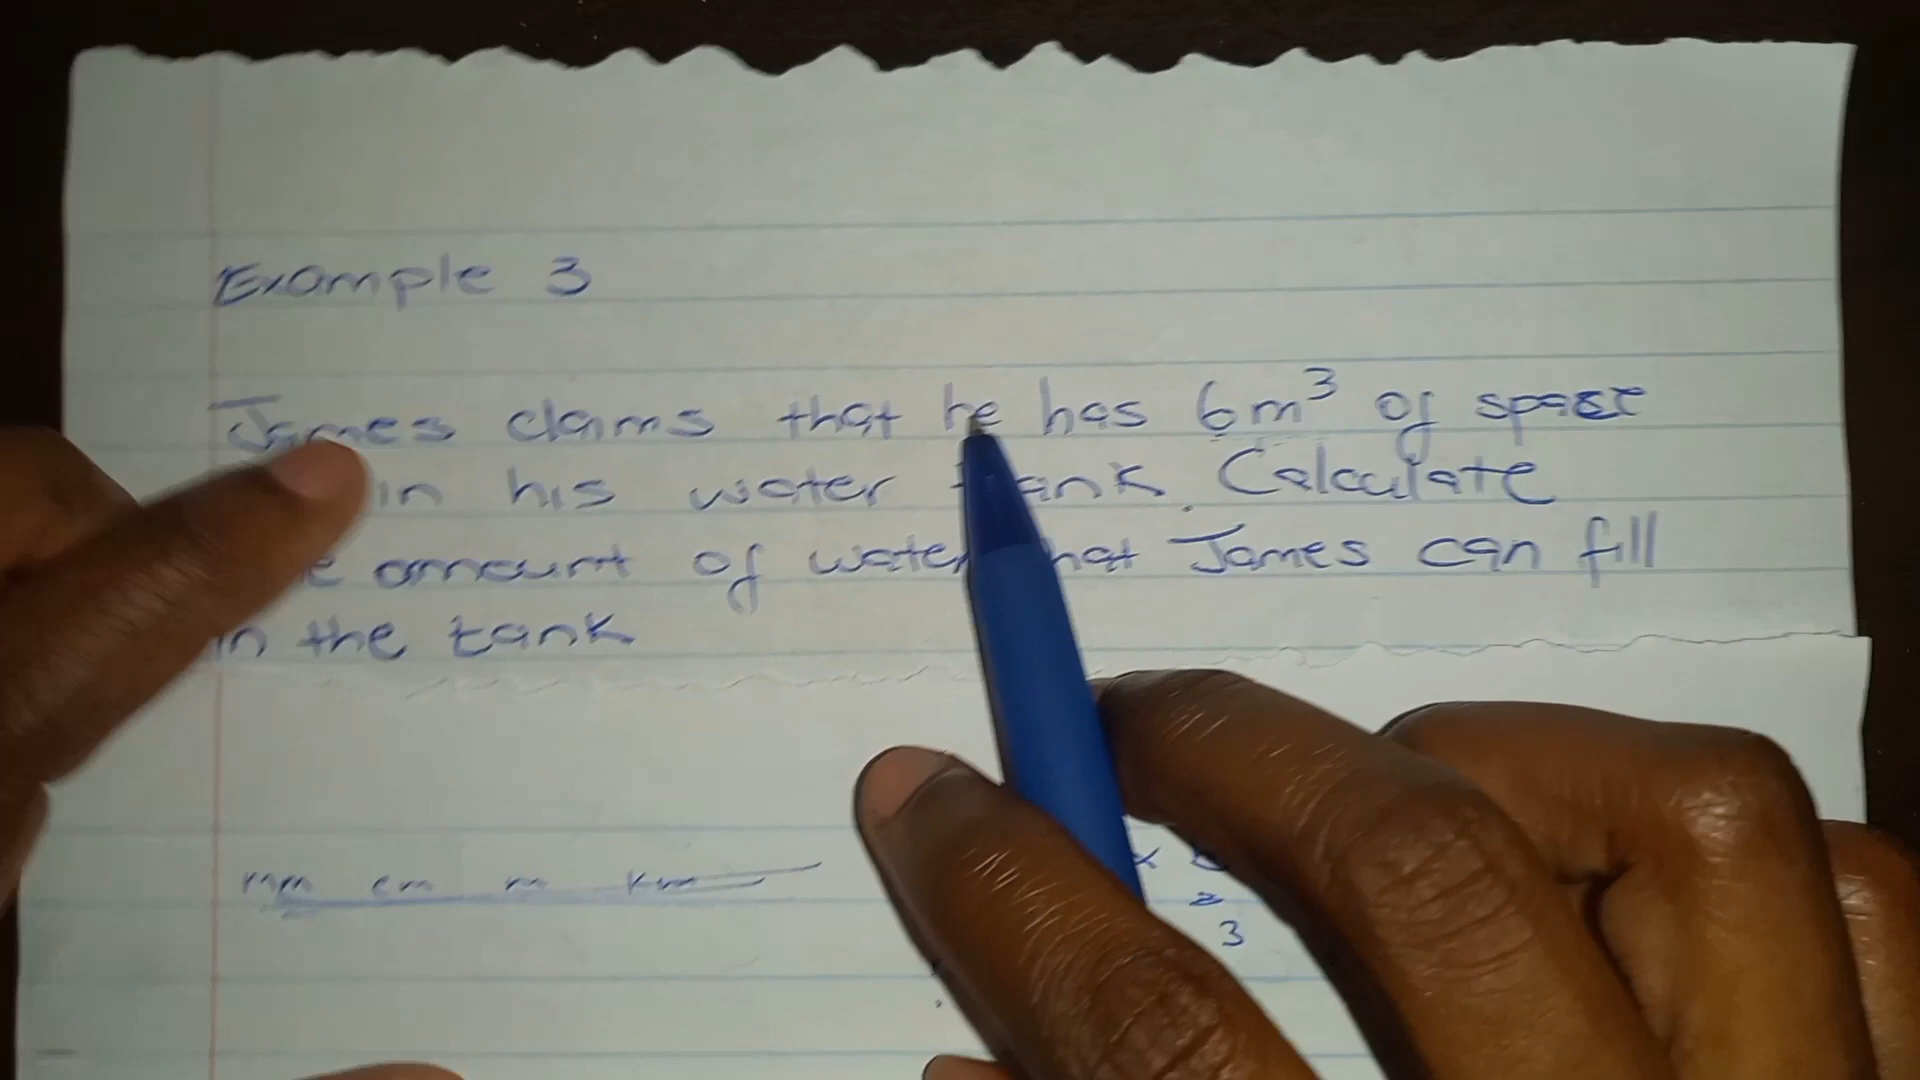 Example 3
James claims that he has 6m³ of space
in his water tank. Calculate
amount of water that James can fill
in the tank
mm cm m km
3